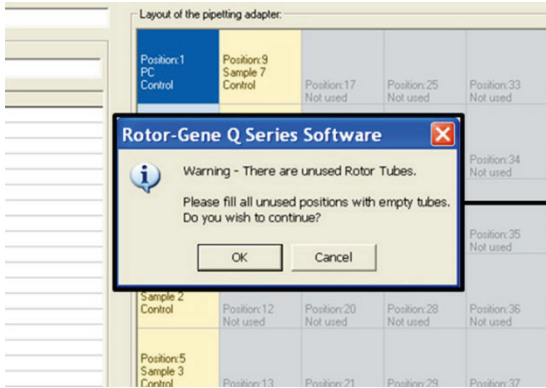 Layout of the pipetting adapter:
Position:1
PC
Control
Position:9
Sample 7
Control
Position:17
Not used
Position:25
Not used
Position:33
Not used
Rotor-Gene Q Series Software
Warning - There are unused Rotor Tubes.
Please fill all unused positions with empty tubes.
Do you wish to continue?
OK
Cancel
Position:34
Not used
Position:35
Not used
Sample 2
Control
Position:12
Not used
Position:20
Not used
Position:28
Not used
Position:36
Not used
Position:5
Sample 3
Control
Position:13
Position:21
Position:29
Position:37